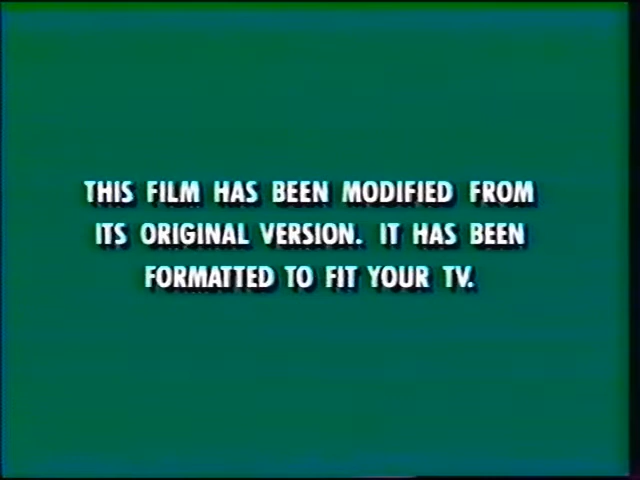 THIS FILM HAS BEEN MODIFIED FROM
ITS ORIGINAL VERSION. IT HAS BEEN
FORMATTED TO FIT YOUR TV.